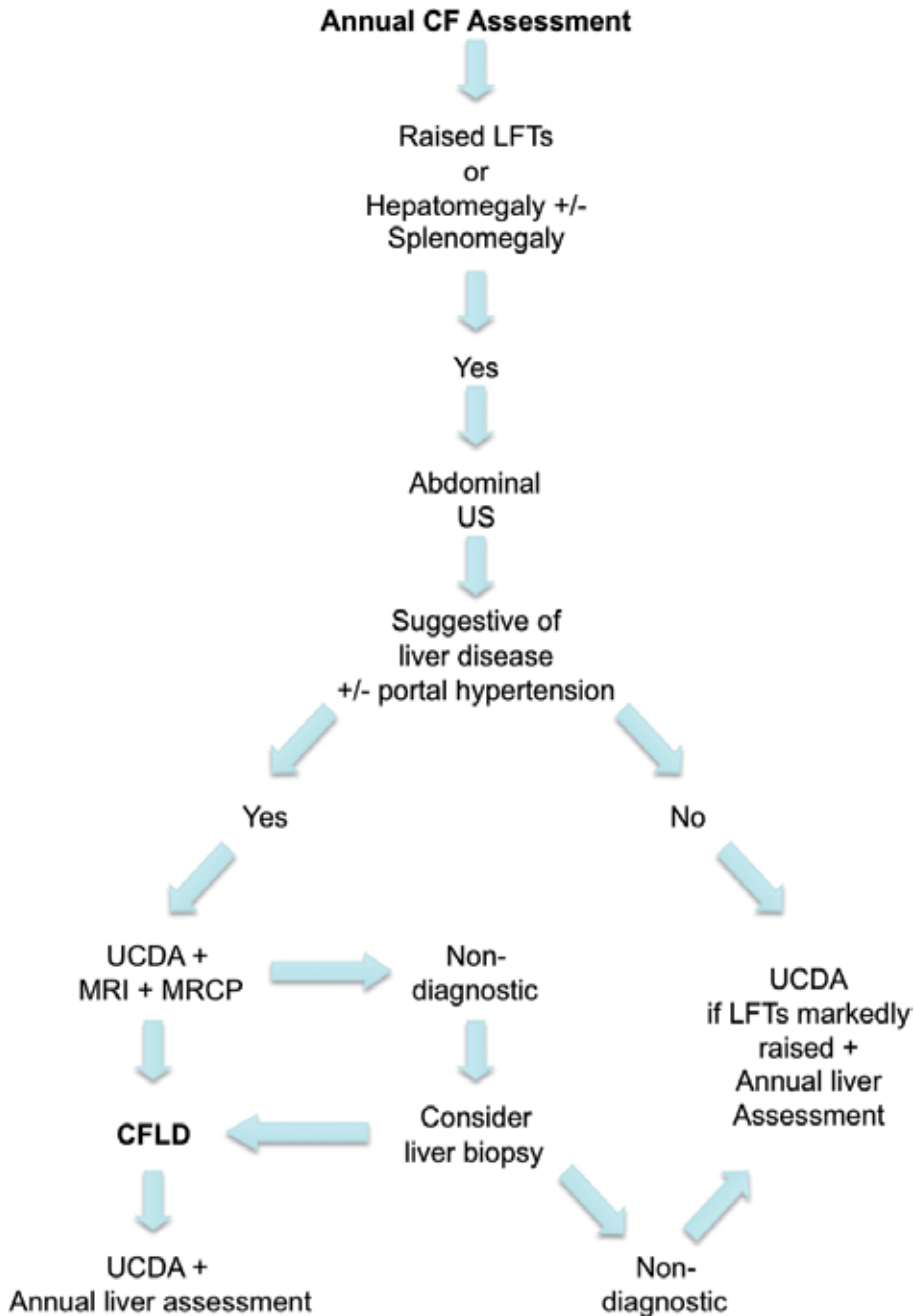 Annual CF Assessment
Raised LFTs
or
Hepatomegaly +/-
Splenomegaly
Yes
Abdominal
US
Suggestive of
liver disease
+/- portal hypertension
Yes
No
UCDA +
MRI + MRCP
Non-
diagnostic
UCDA
if LFTs markedly
raised +
Annual liver
Assessment
CFLD
Consider
liver biopsy
UCDA +
Annual liver assessment
Non-
diagnostic